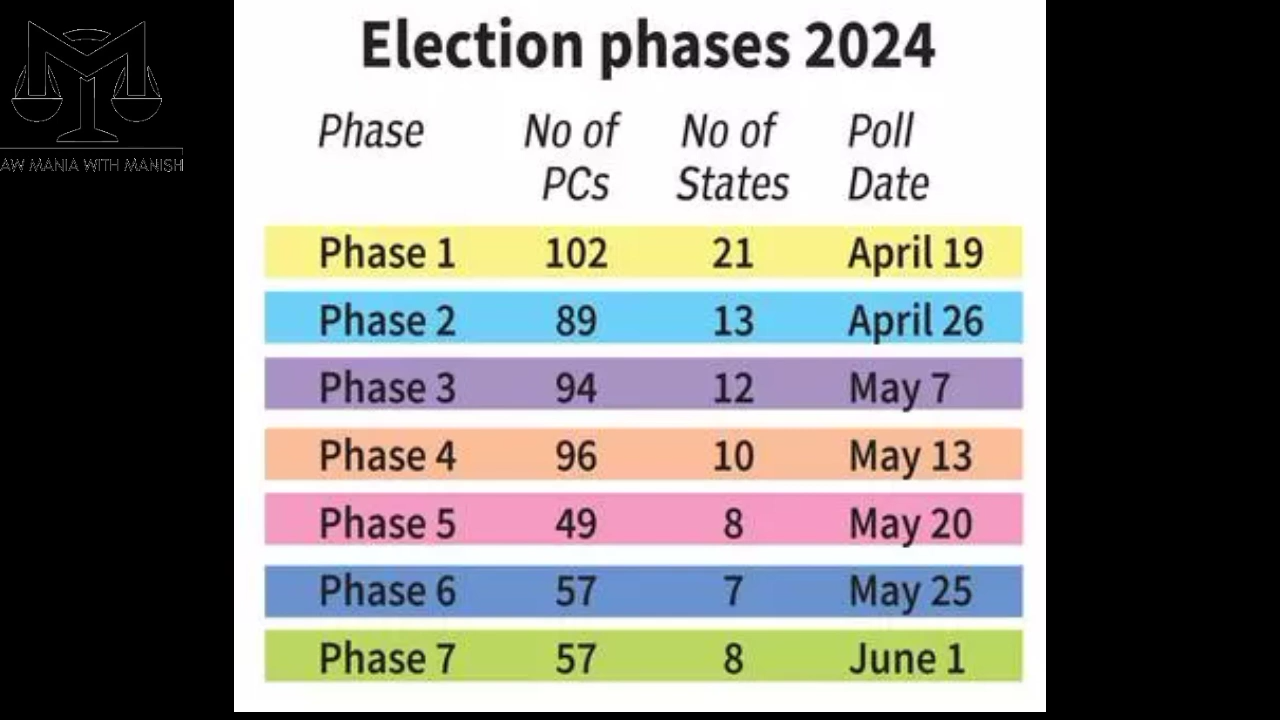 AW MANIA WITH MANISH
Election phases 2024
Phase No of PCs No of States Poll Date
Phase 1 102 21 April 19
Phase 2 89 13 April 26
Phase 3 94 12 May 7
Phase 4 96 10 May 13
Phase 5 49 8 May 20
Phase 6 57 7 May 25
Phase 7 57 8 June 1